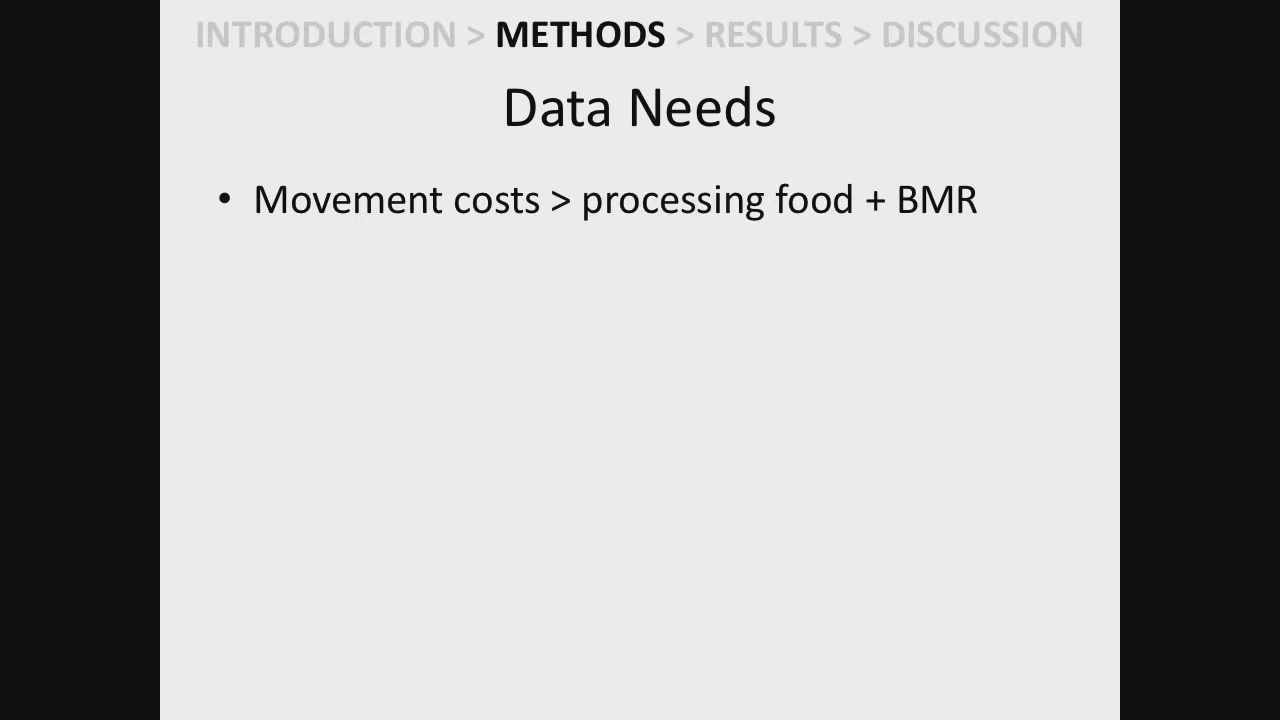 INTRODUCTION > METHODS > RESULTS > DISCUSSION
Data Needs
• Movement costs > processing food + BMR